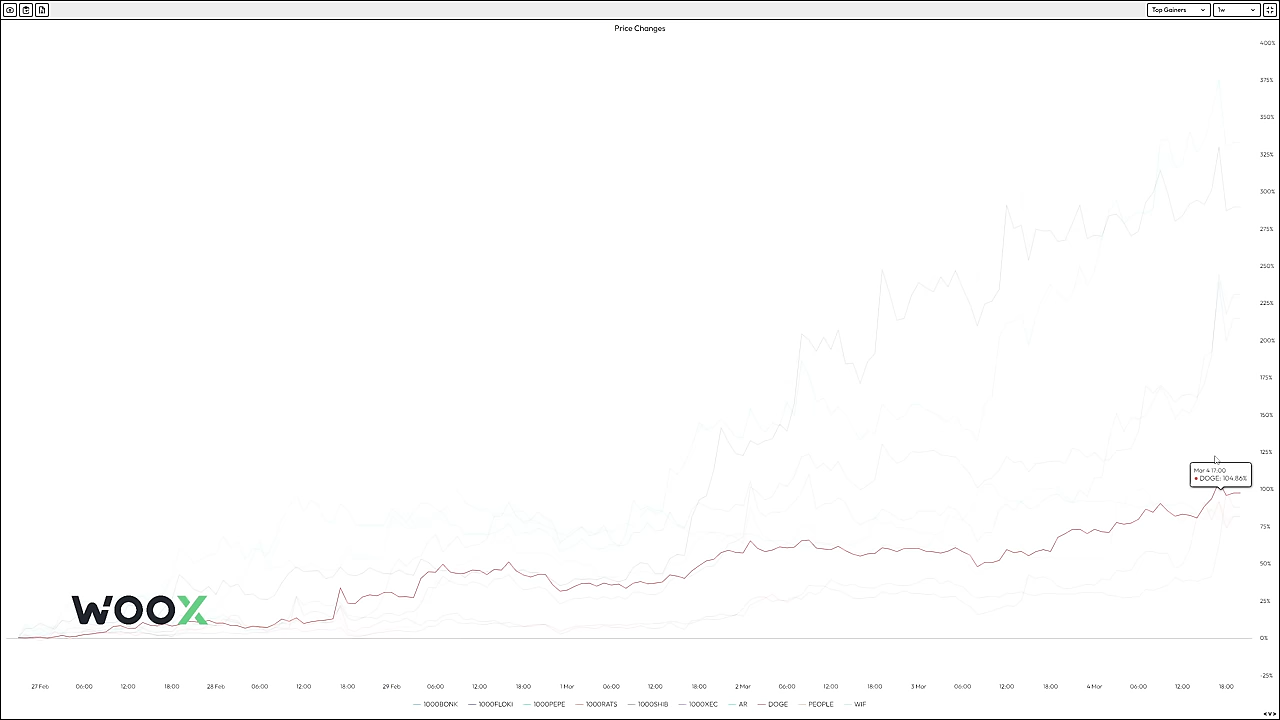 Top Gainers
1w
Price Changes
400%
375%
350%
325%
300%
275%
250%
225%
200%
175%
150%
125%
100%
75%
50%
25%
0%
-25%
Mar 4 17:00
DOGE: 104.86%
WOOX
27 Feb 06:00 12:00 18:00 28 Feb 06:00 12:00 18:00 29 Feb 06:00 12:00 18:00 1 Mar 06:00 12:00 18:00 2 Mar 06:00 12:00 18:00 3 Mar 06:00 12:00 18:00 4 Mar 06:00 12:00 18:00
1000BONK 1000FLOKI 1000PEPE 1000RATS 1000SHIB 1000XEC AR DOGE PEOPLE WIF
<v>